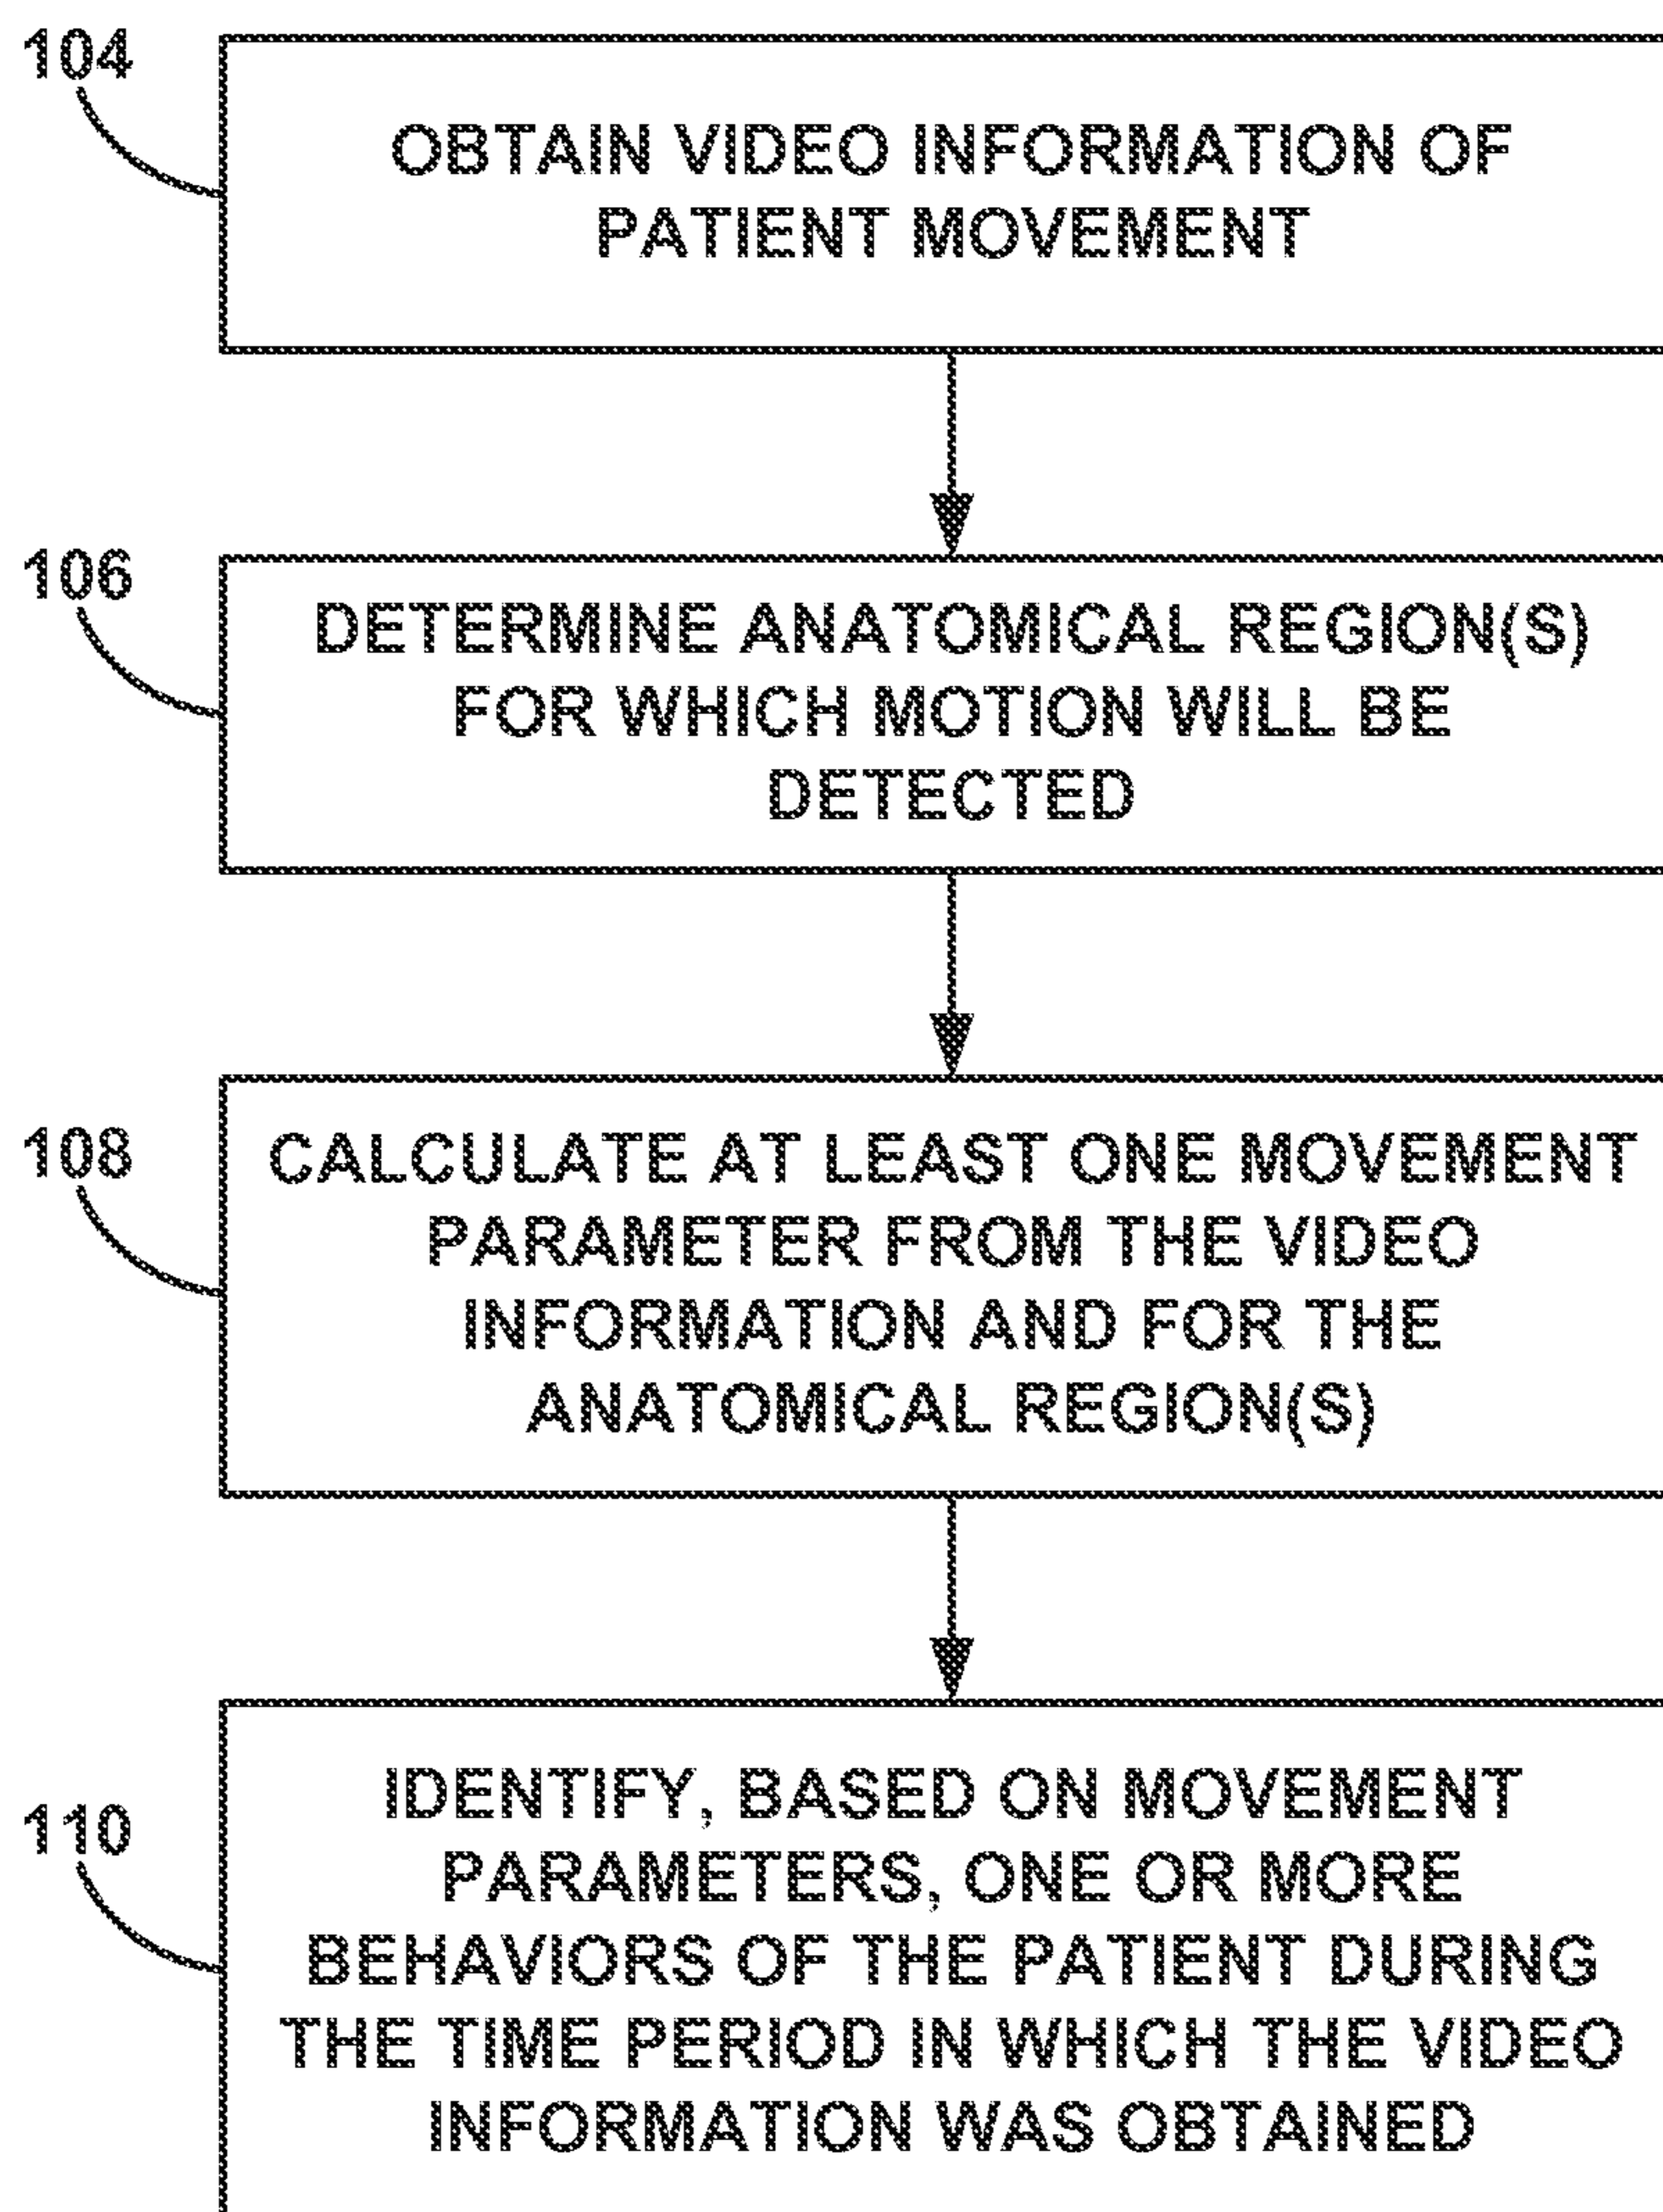 104
OBTAIN VIDEO INFORMATION OF
PATIENT MOVEMENT
106
DETERMINE ANATOMICAL REGION(S)
FOR WHICH MOTION WILL BE
DETECTED
108
CALCULATE AT LEAST ONE MOVEMENT
PARAMETER FROM THE VIDEO
INFORMATION AND FOR THE
ANATOMICAL REGION(S)
110
IDENTIFY, BASED ON MOVEMENT
PARAMETERS, ONE OR MORE
BEHAVIORS OF THE PATIENT DURING
THE TIME PERIOD IN WHICH THE VIDEO
INFORMATION WAS OBTAINED